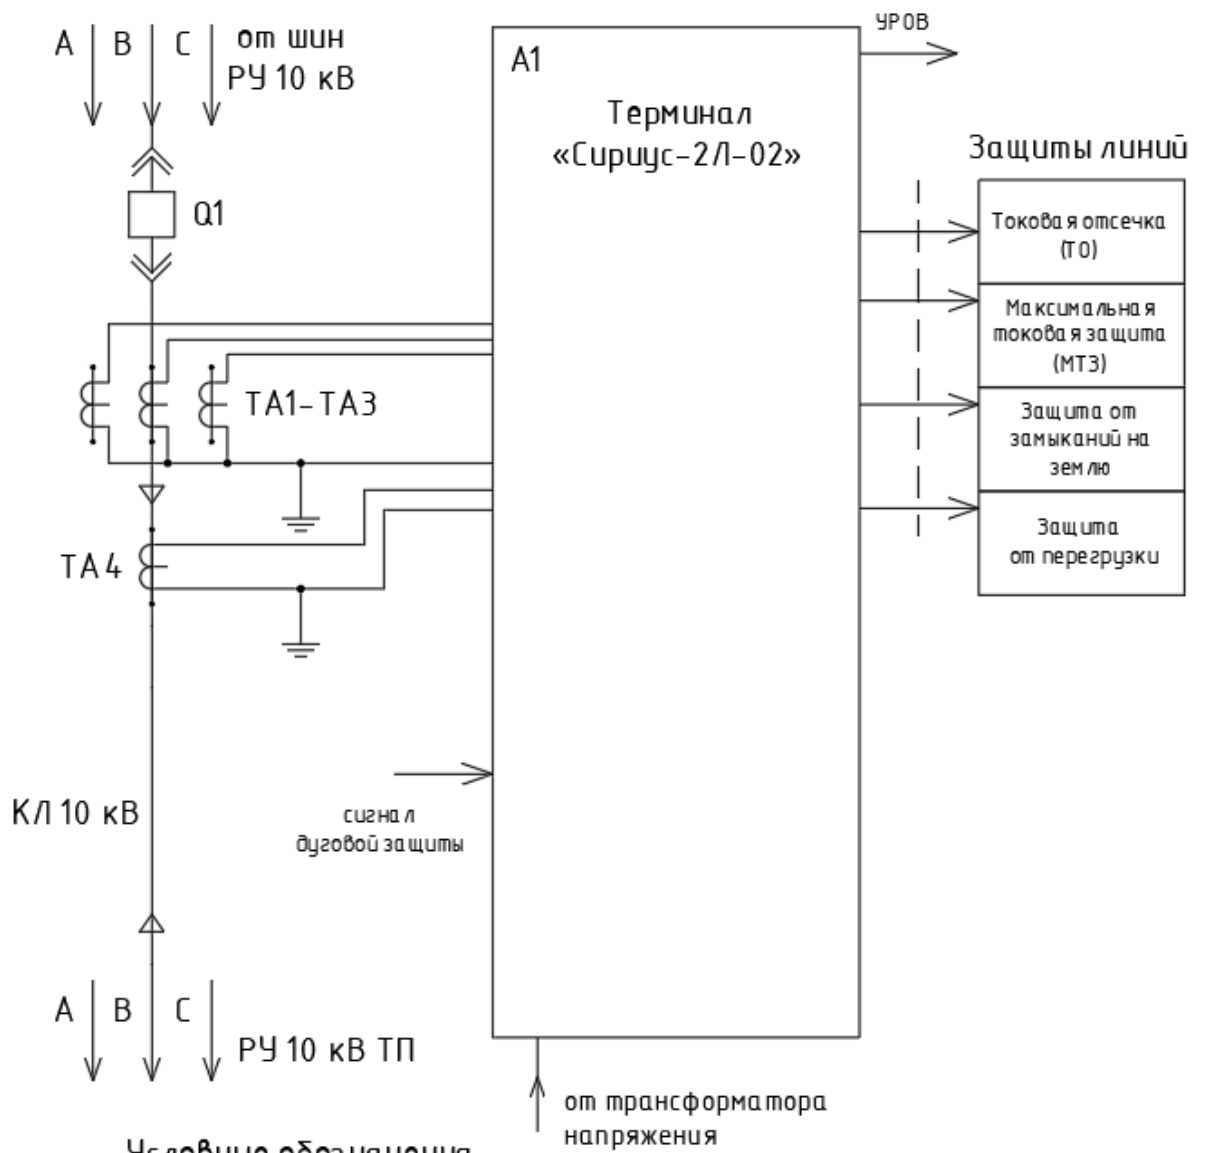 А В С от шин
РУ 10 кВ
Q1
ТА1-ТА3
ТА4
КЛ 10 кВ
А В С
РУ 10 кВ ТП
А1
Терминал
«Сириус-2Л-02»
сигнал
дуговой защиты
от трансформатора
напряжения
УРОВ
Защиты линий
Токовая отсечка
(ТО)
Максимальная
токовая защита
(МТЗ)
Защита от
замыканий на
землю
Защита
от перегрузки
Условные обозначения